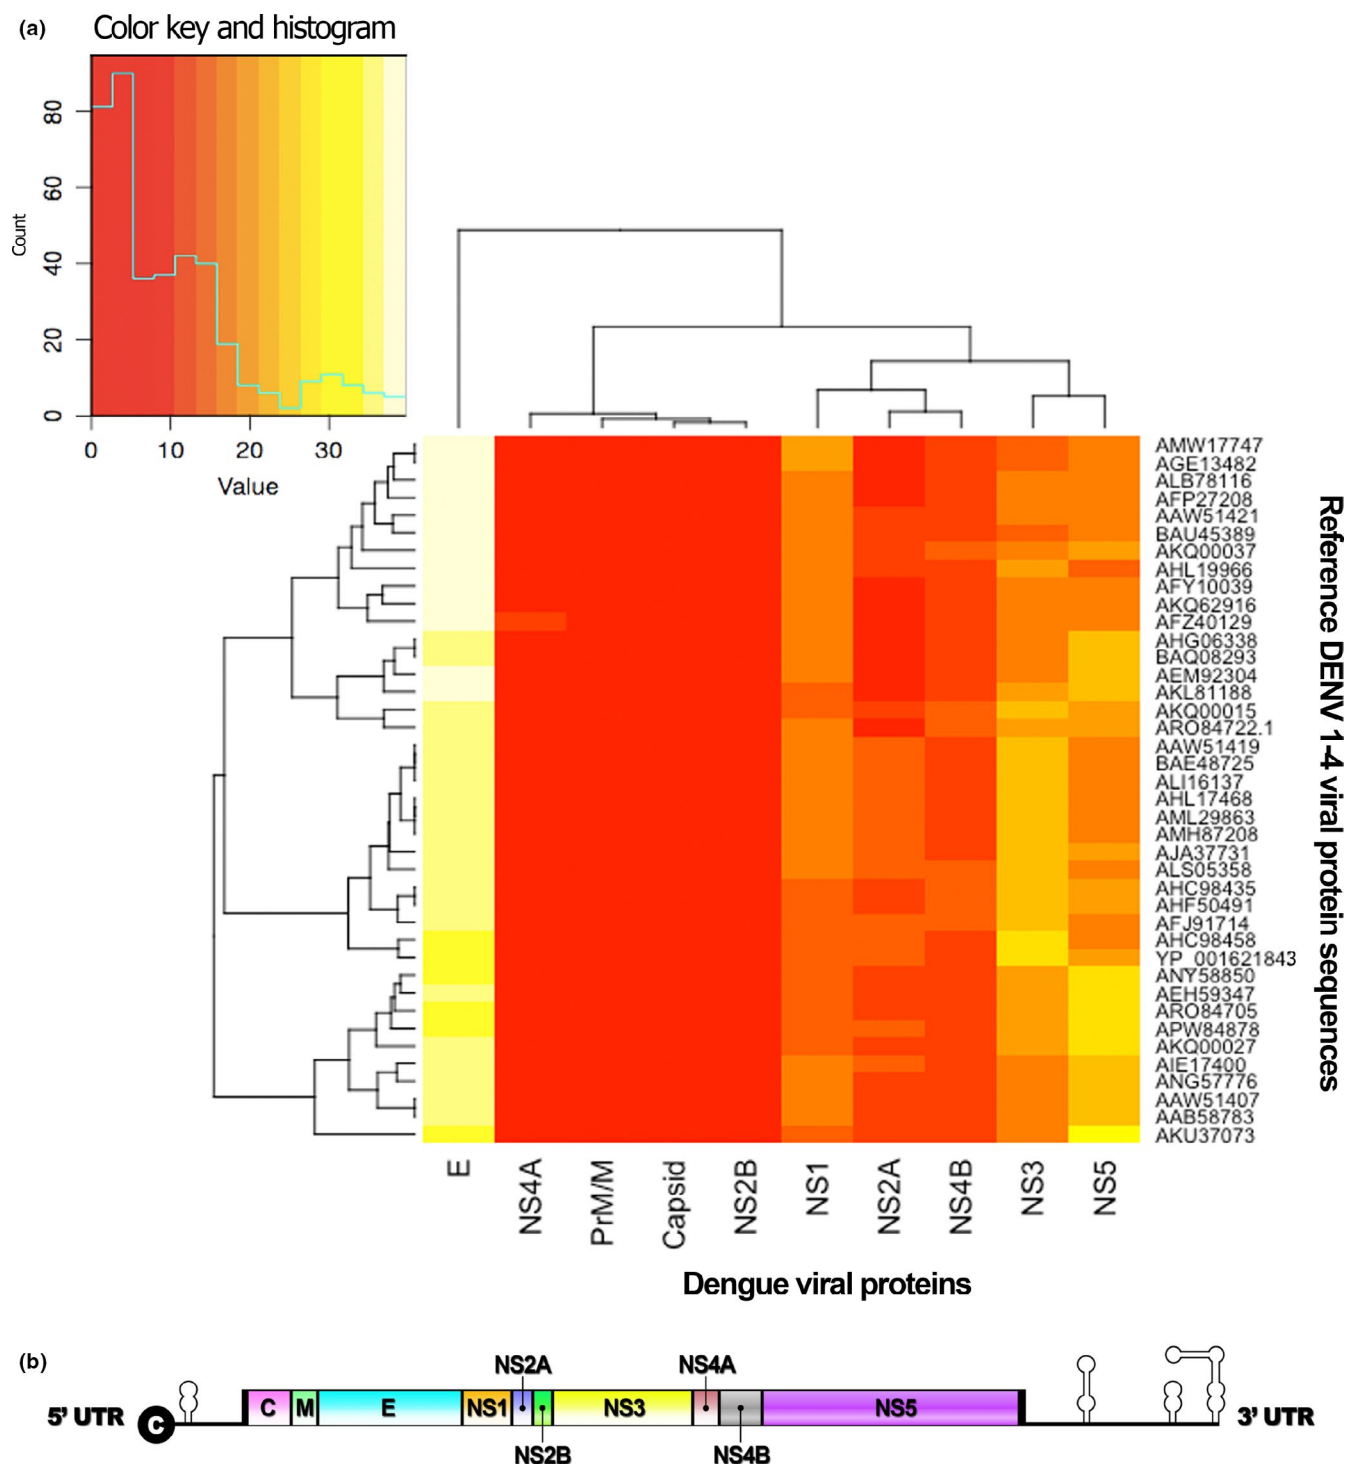 (a)
Color key and histogram
Count
0
20
40
60
80
0 10 20 30
Value
AMW17747
AGE13482
ALB78116
AFP27208
AAW51421
BAU45389
AKQ00037
AHL19966
AFY10039
AKQ62916
AFZ40129
AHG06338
BAQ08293
AEM92304
AKL81188
AKQ00015
ARO84722.1
AAW51419
BAE48725
ALI16137
AHL17468
AML29863
AMH87208
AJA37731
ALS05358
AHC98435
AHF50491
AFJ91714
AHC98458
YP_001621843
ANY58850
AEH59347
ARO84705
APW84878
AKQ00027
AIE17400
ANG57776
AAW51407
AAB58783
AKU37073
Reference DENV 1-4 viral protein sequences
E
NS4A
PrM/M
Capsid
NS2B
NS1
NS2A
NS4B
NS3
NS5
Dengue viral proteins
(b)
NS2A NS4A
5' UTR C C M E NS1 NS3 NS5 3' UTR
NS2B NS4B